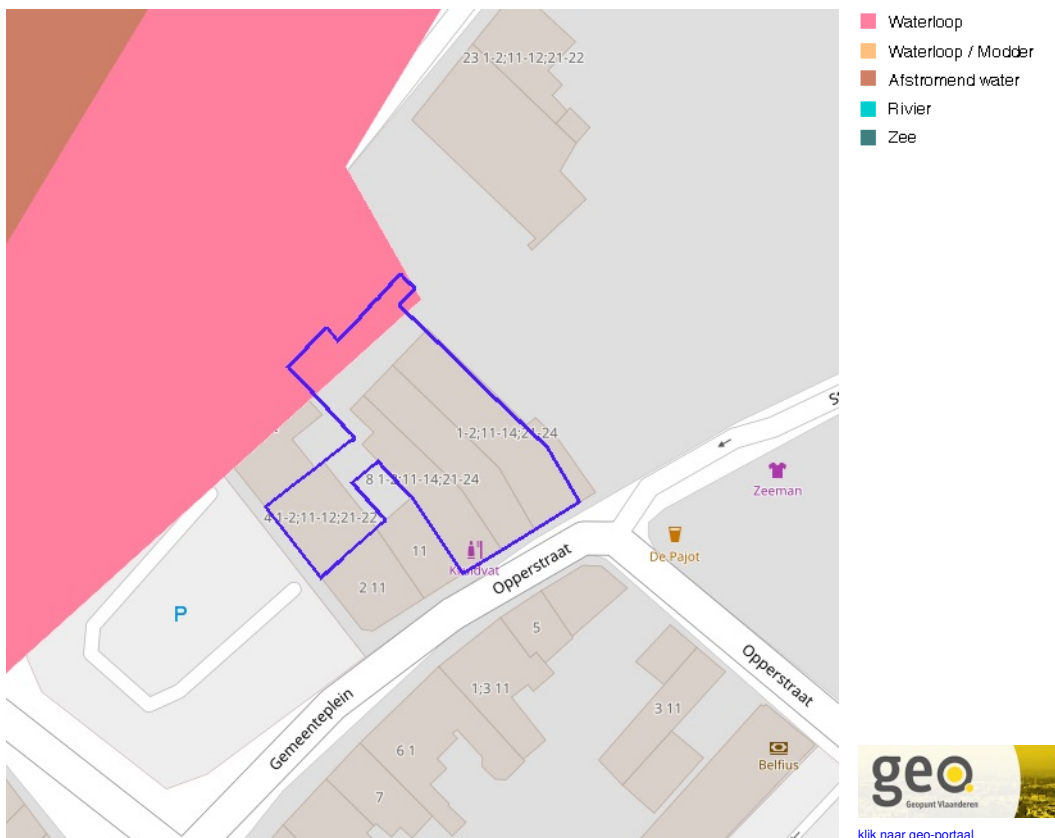 Waterloop
Waterloop / Modder
Afstromend water
Rivier
Zee
23 1-2;11-12;21-22
1-2;11-14;21-24
8 1-2;11-14;21-24
4 1-2;11-12;21-22
11
Kruidvat
2 11
Opperstraat
Zeeman
De Pajot
P
5
1;3 11
Opperstraat
3 11
Gemeenteplein
6 1
7
Belfius
geo.
Geopunt Vlaanderen
klik naar geo-portaal